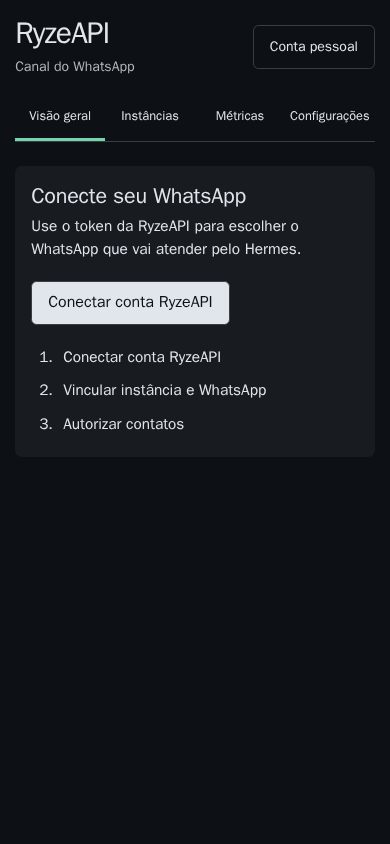 RyzeAPI
Canal do WhatsApp
Conta pessoal
Visão geral
Instâncias
Métricas
Configurações
Conecte seu WhatsApp
Use o token da RyzeAPI para escolher o
WhatsApp que vai atender pelo Hermes.
Conectar conta RyzeAPI
1. Conectar conta RyzeAPI
2. Vincular instância e WhatsApp
3. Autorizar contatos